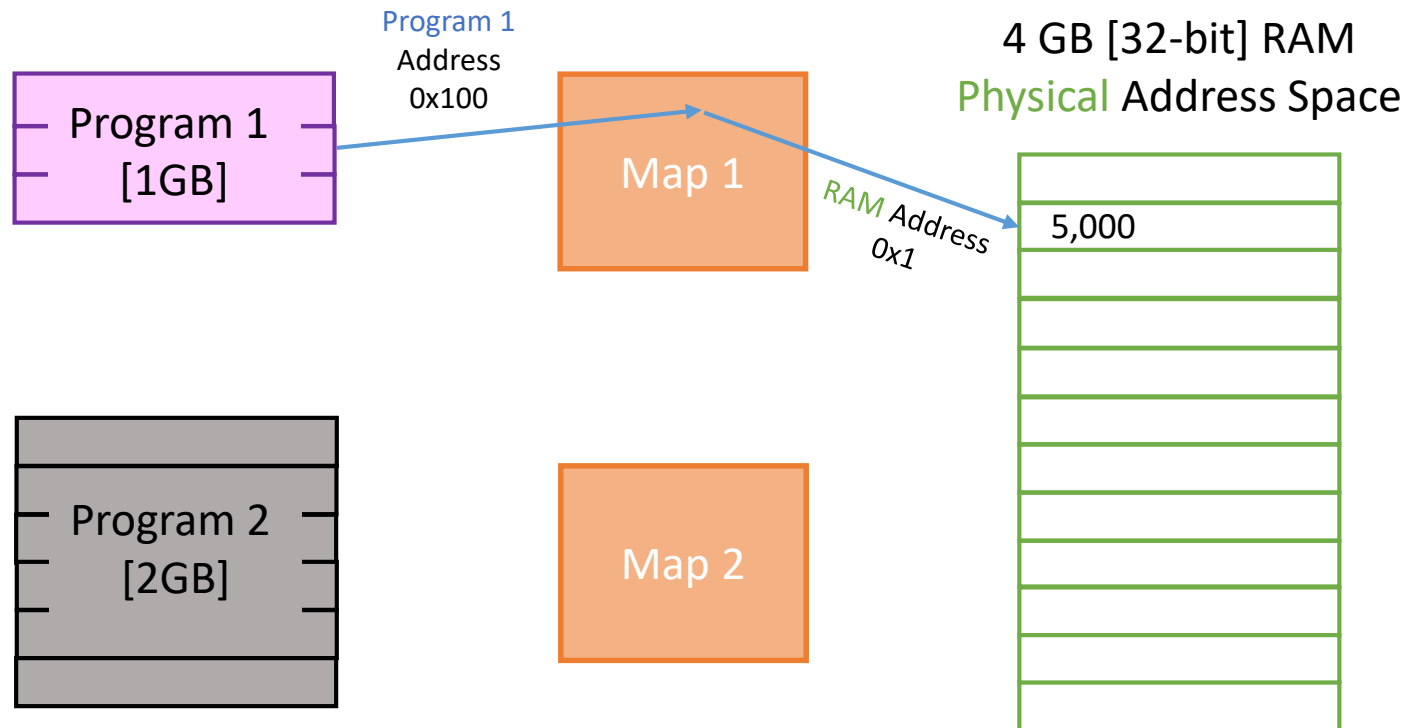 Program 1
Address
0x100
4 GB [32-bit] RAM
Physical Address Space
Program 1
[1GB]
Map 1
RAM Address
0x1
5,000
Program 2
[2GB]
Map 2